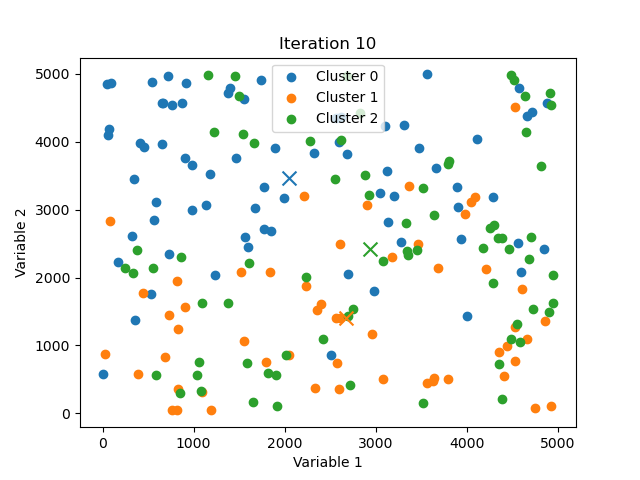 Iteration 10
Cluster 0
Cluster 1
Cluster 2
5000
4000
3000
2000
1000
0
Variable 2
0 1000 2000 3000 4000 5000
Variable 1